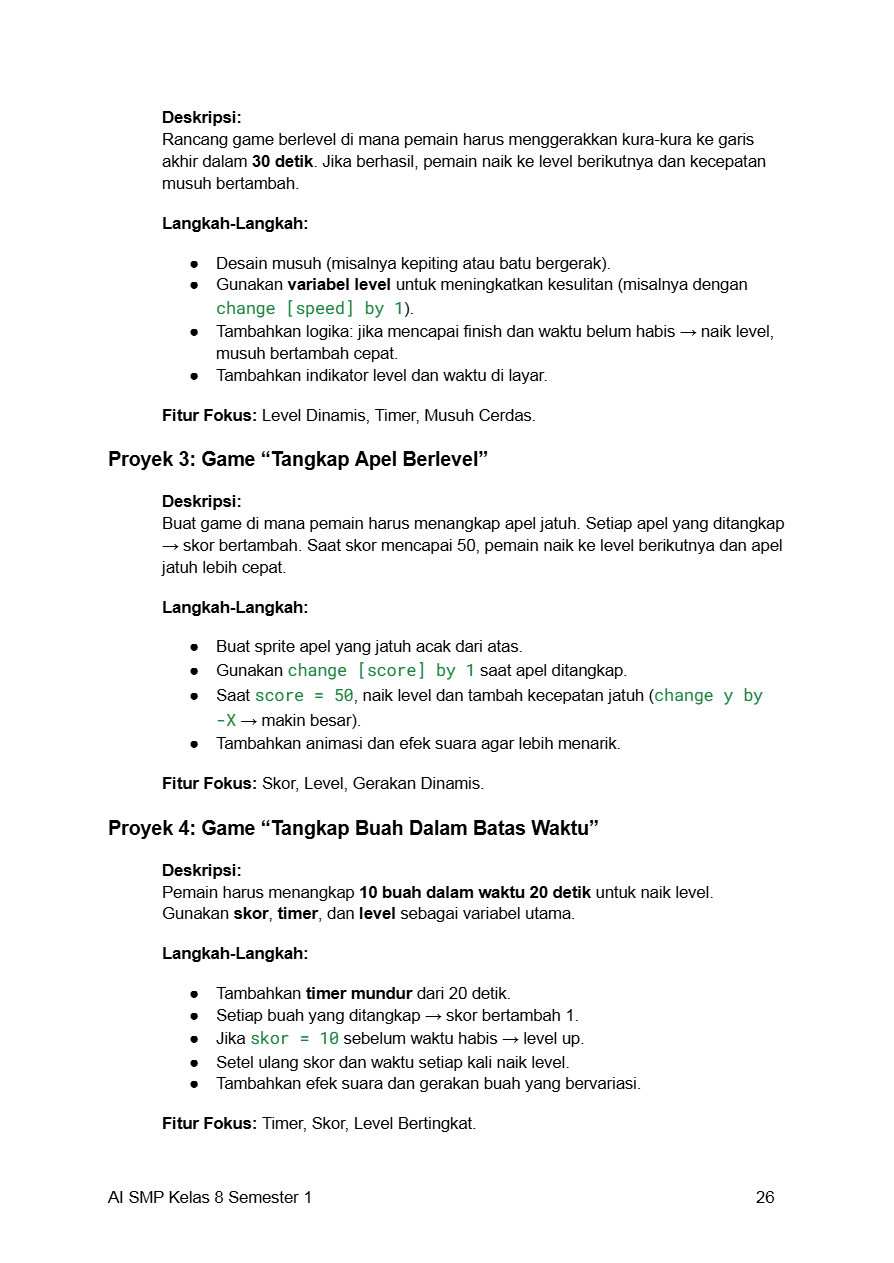 Deskripsi:
Rancang game berlevel di mana pemain harus menggerakkan kura-kura ke garis
akhir dalam 30 detik. Jika berhasil, pemain naik ke level berikutnya dan kecepatan
musuh bertambah.
Langkah-Langkah:
● Desain musuh (misalnya kepiting atau batu bergerak).
● Gunakan variabel level untuk meningkatkan kesulitan (misalnya dengan
change [speed] by 1).
● Tambahkan logika: jika mencapai finish dan waktu belum habis → naik level,
musuh bertambah cepat.
● Tambahkan indikator level dan waktu di layar.
Fitur Fokus: Level Dinamis, Timer, Musuh Cerdas.
Proyek 3: Game “Tangkap Apel Berlevel”
Deskripsi:
Buat game di mana pemain harus menangkap apel jatuh. Setiap apel yang ditangkap
→ skor bertambah. Saat skor mencapai 50, pemain naik ke level berikutnya dan apel
jatuh lebih cepat.
Langkah-Langkah:
● Buat sprite apel yang jatuh acak dari atas.
● Gunakan change [score] by 1 saat apel ditangkap.
● Saat score = 50, naik level dan tambah kecepatan jatuh (change y by
-X → makin besar).
● Tambahkan animasi dan efek suara agar lebih menarik.
Fitur Fokus: Skor, Level, Gerakan Dinamis.
Proyek 4: Game “Tangkap Buah Dalam Batas Waktu”
Deskripsi:
Pemain harus menangkap 10 buah dalam waktu 20 detik untuk naik level.
Gunakan skor, timer, dan level sebagai variabel utama.
Langkah-Langkah:
● Tambahkan timer mundur dari 20 detik.
● Setiap buah yang ditangkap → skor bertambah 1.
● Jika skor = 10 sebelum waktu habis → level up.
● Setel ulang skor dan waktu setiap kali naik level.
● Tambahkan efek suara dan gerakan buah yang bervariasi.
Fitur Fokus: Timer, Skor, Level Bertingkat.
AI SMP Kelas 8 Semester 1 26